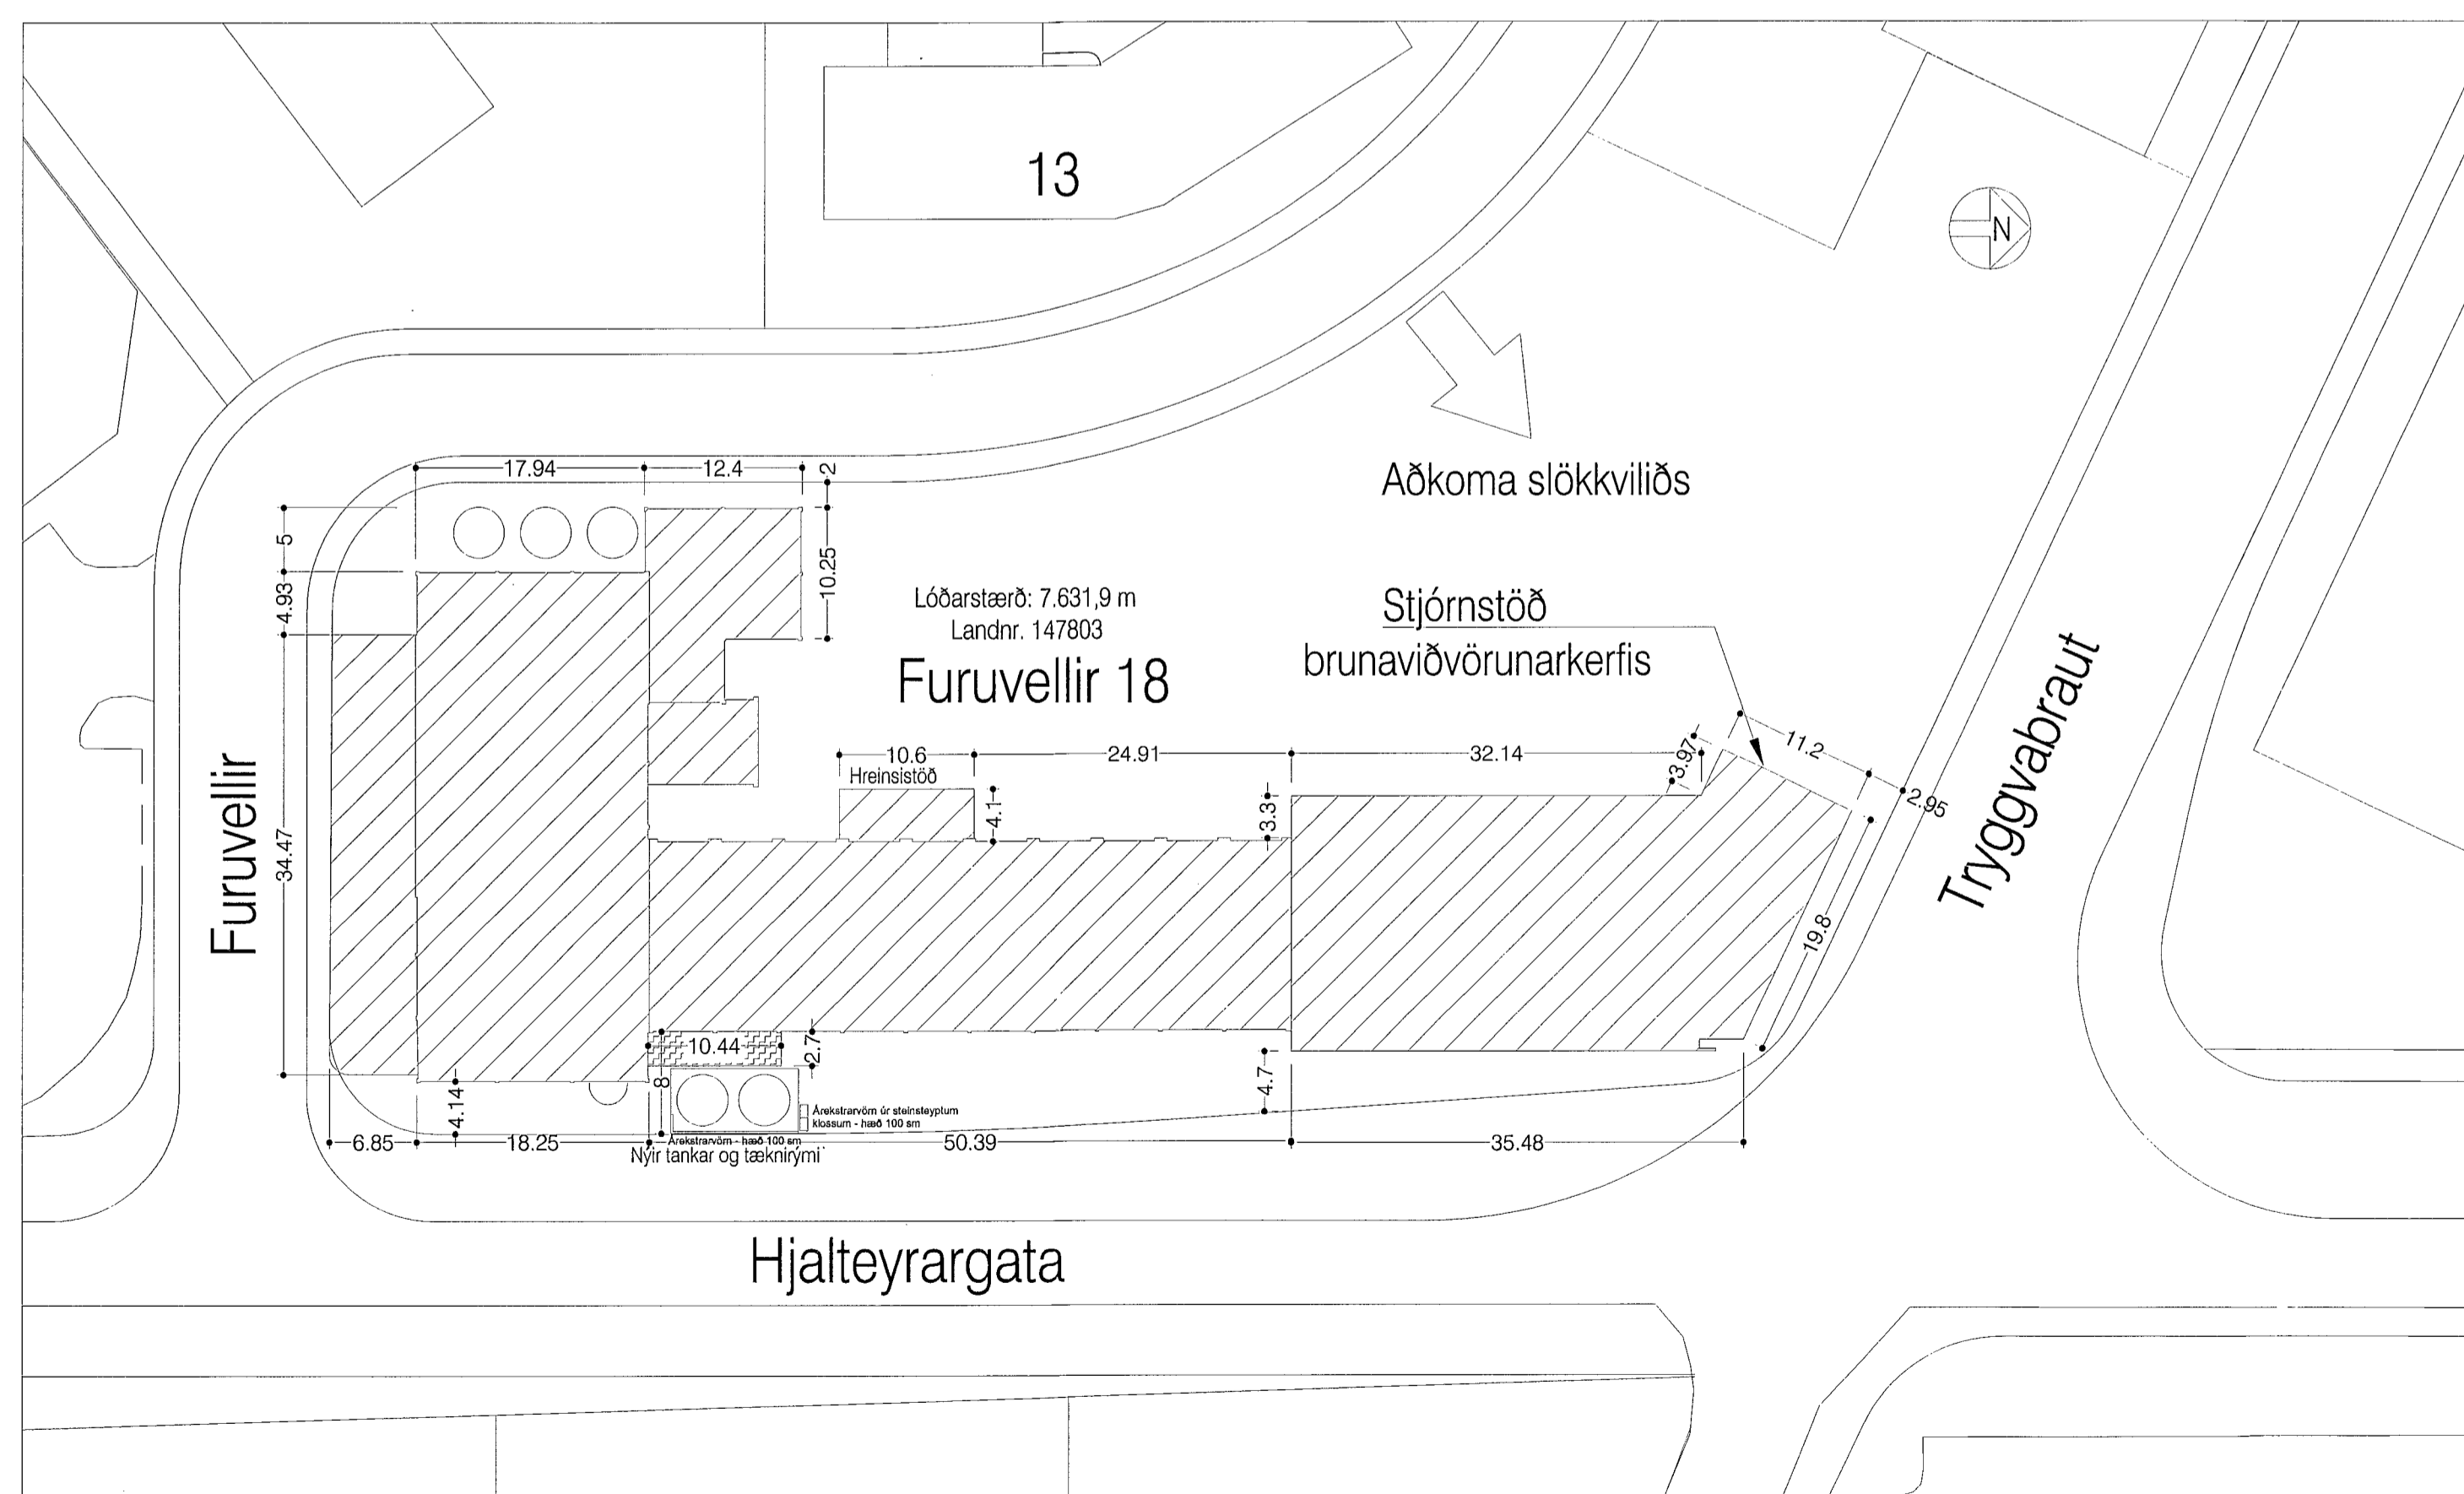 13
N
Aðkoma slökkviliðs
17.94
12.4
2
5
4.93
10.25
34.47
Lóðarstærð: 7.631,9 m
Landnr. 147803
Furuvellir 18
Stjórnstöð
brunaviðvörunarkerfis
Furuvellir
Tryggvabraut
10.6
Hreinsistöð
24.91
32.14
3.97
11.2
2.95
4.1
3.3
19.8
10.44
2.7
8
4.7
4.14
Árekstrarvörn úr steinsteyptum
klossum - hæð 100 sm
6.85
18.25
Árekstrarvörn - hæð 100 sm
50.39
35.48
Nýir tankar og tæknirými
Hjalteyrargata